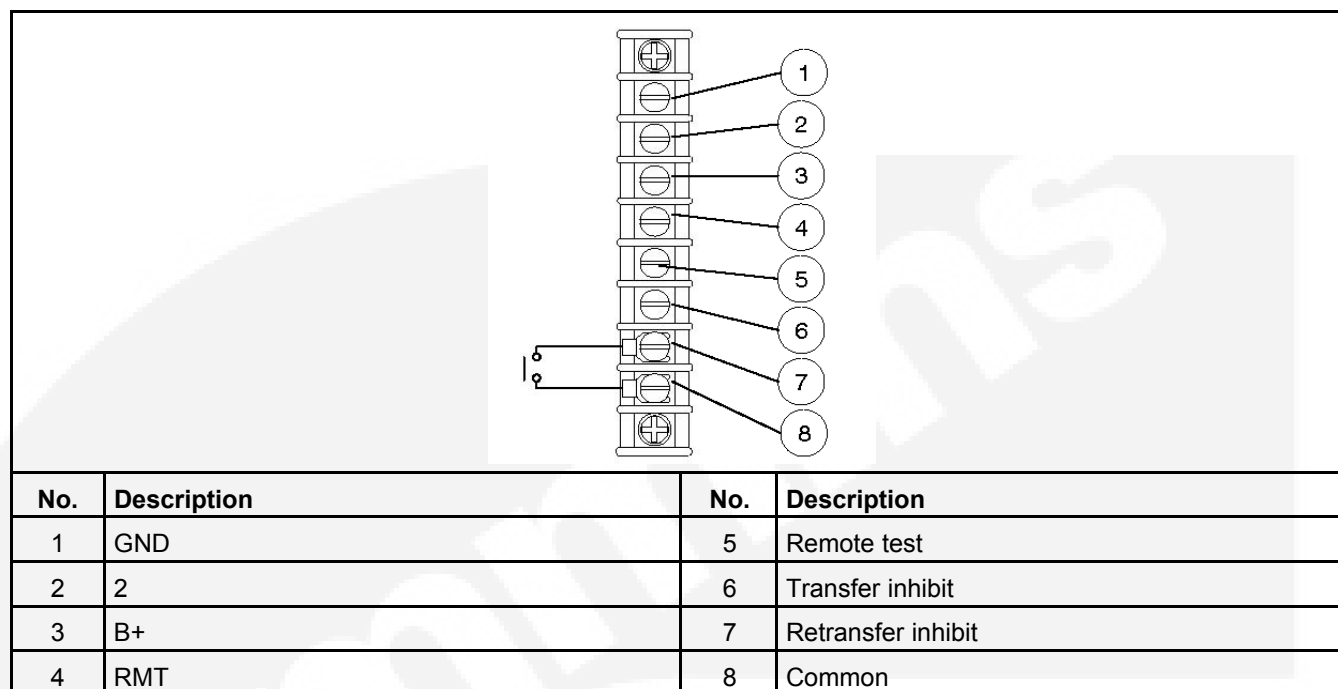 1
2
3
4
5
6
7
8
No. Description No. Description
1 GND 5 Remote test
2 2 6 Transfer inhibit
3 B+ 7 Retransfer inhibit
4 RMT 8 Common